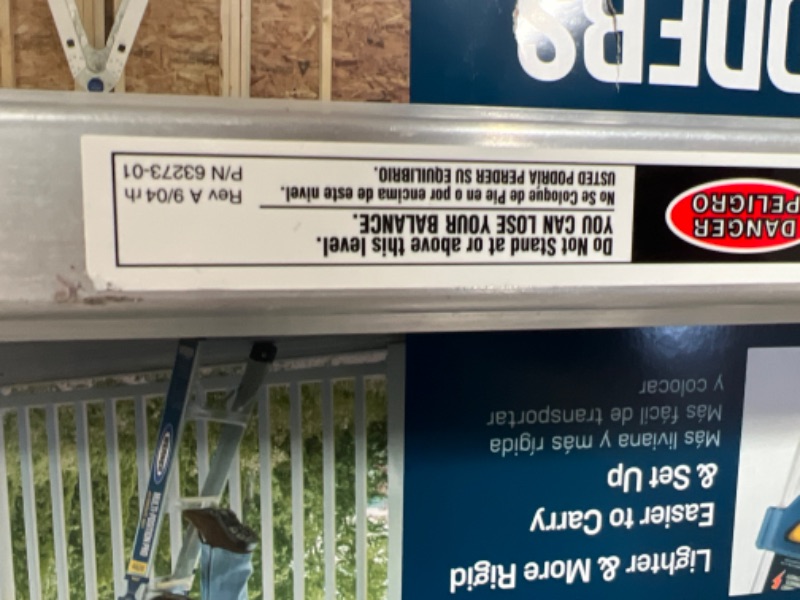 Lighter & More Rigid
Easier to Carry
& Set Up
Más liviana y más rígida
Más fácil de transportar
y colocar
DANGER
PELIGRO
Do Not Stand at or above this level.
YOU CAN LOSE YOUR BALANCE.
No Se Coloque de Pie en o por encima de este nivel.
USTED PODRÍA PERDER SU EQUILIBRIO.
Rev A 9/04 rh
P/N 63273-01